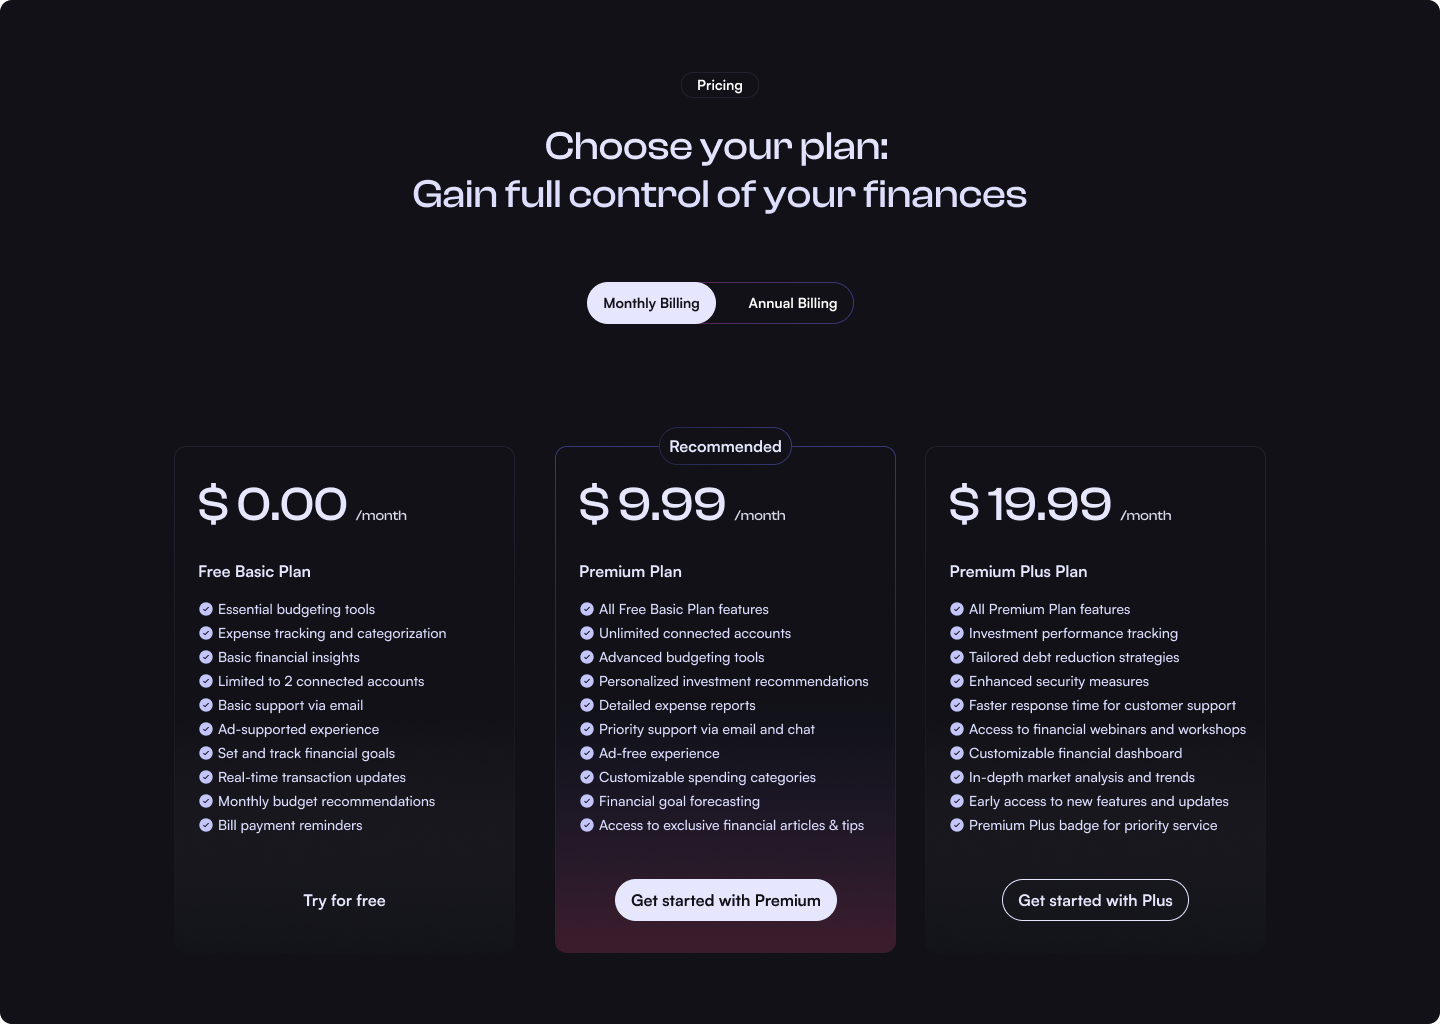 Pricing
Choose your plan:
Gain full control of your finances
Monthly Billing
Annual Billing
$ 0.00 /month
Free Basic Plan
Essential budgeting tools
Expense tracking and categorization
Basic financial insights
Limited to 2 connected accounts
Basic support via email
Ad-supported experience
Set and track financial goals
Real-time transaction updates
Monthly budget recommendations
Bill payment reminders
Try for free
Recommended
$ 9.99 /month
Premium Plan
All Free Basic Plan features
Unlimited connected accounts
Advanced budgeting tools
Personalized investment recommendations
Detailed expense reports
Priority support via email and chat
Ad-free experience
Customizable spending categories
Financial goal forecasting
Access to exclusive financial articles & tips
Get started with Premium
$ 19.99 /month
Premium Plus Plan
All Premium Plan features
Investment performance tracking
Tailored debt reduction strategies
Enhanced security measures
Faster response time for customer support
Access to financial webinars and workshops
Customizable financial dashboard
In-depth market analysis and trends
Early access to new features and updates
Premium Plus badge for priority service
Get started with Plus